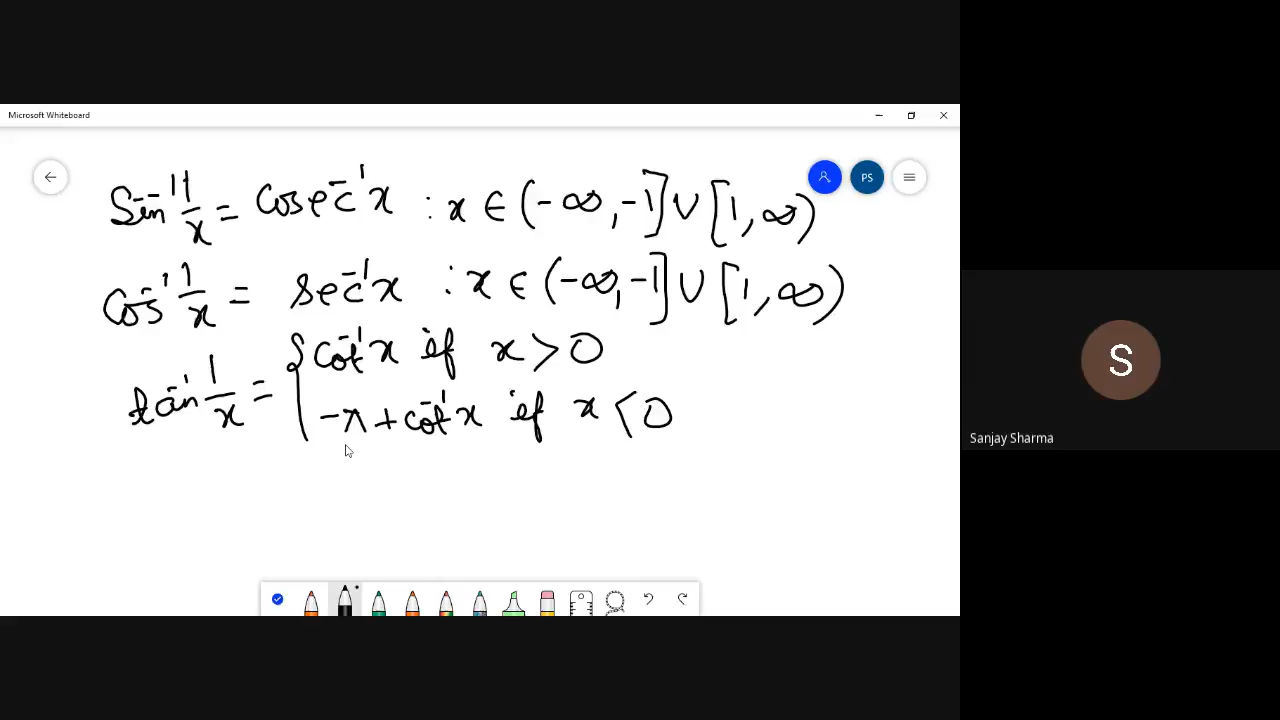 Microsoft Whiteboard
PS
Sin⁻¹ 1/x = Cosec⁻¹x : x ∈ (-∞, -1] ∪ [1, ∞)
Cos⁻¹ 1/x = Sec⁻¹x : x ∈ (-∞, -1] ∪ [1, ∞)
tan⁻¹ 1/x = { cot⁻¹x if x > 0
-π + cot⁻¹x if x < 0
S
Sanjay Sharma